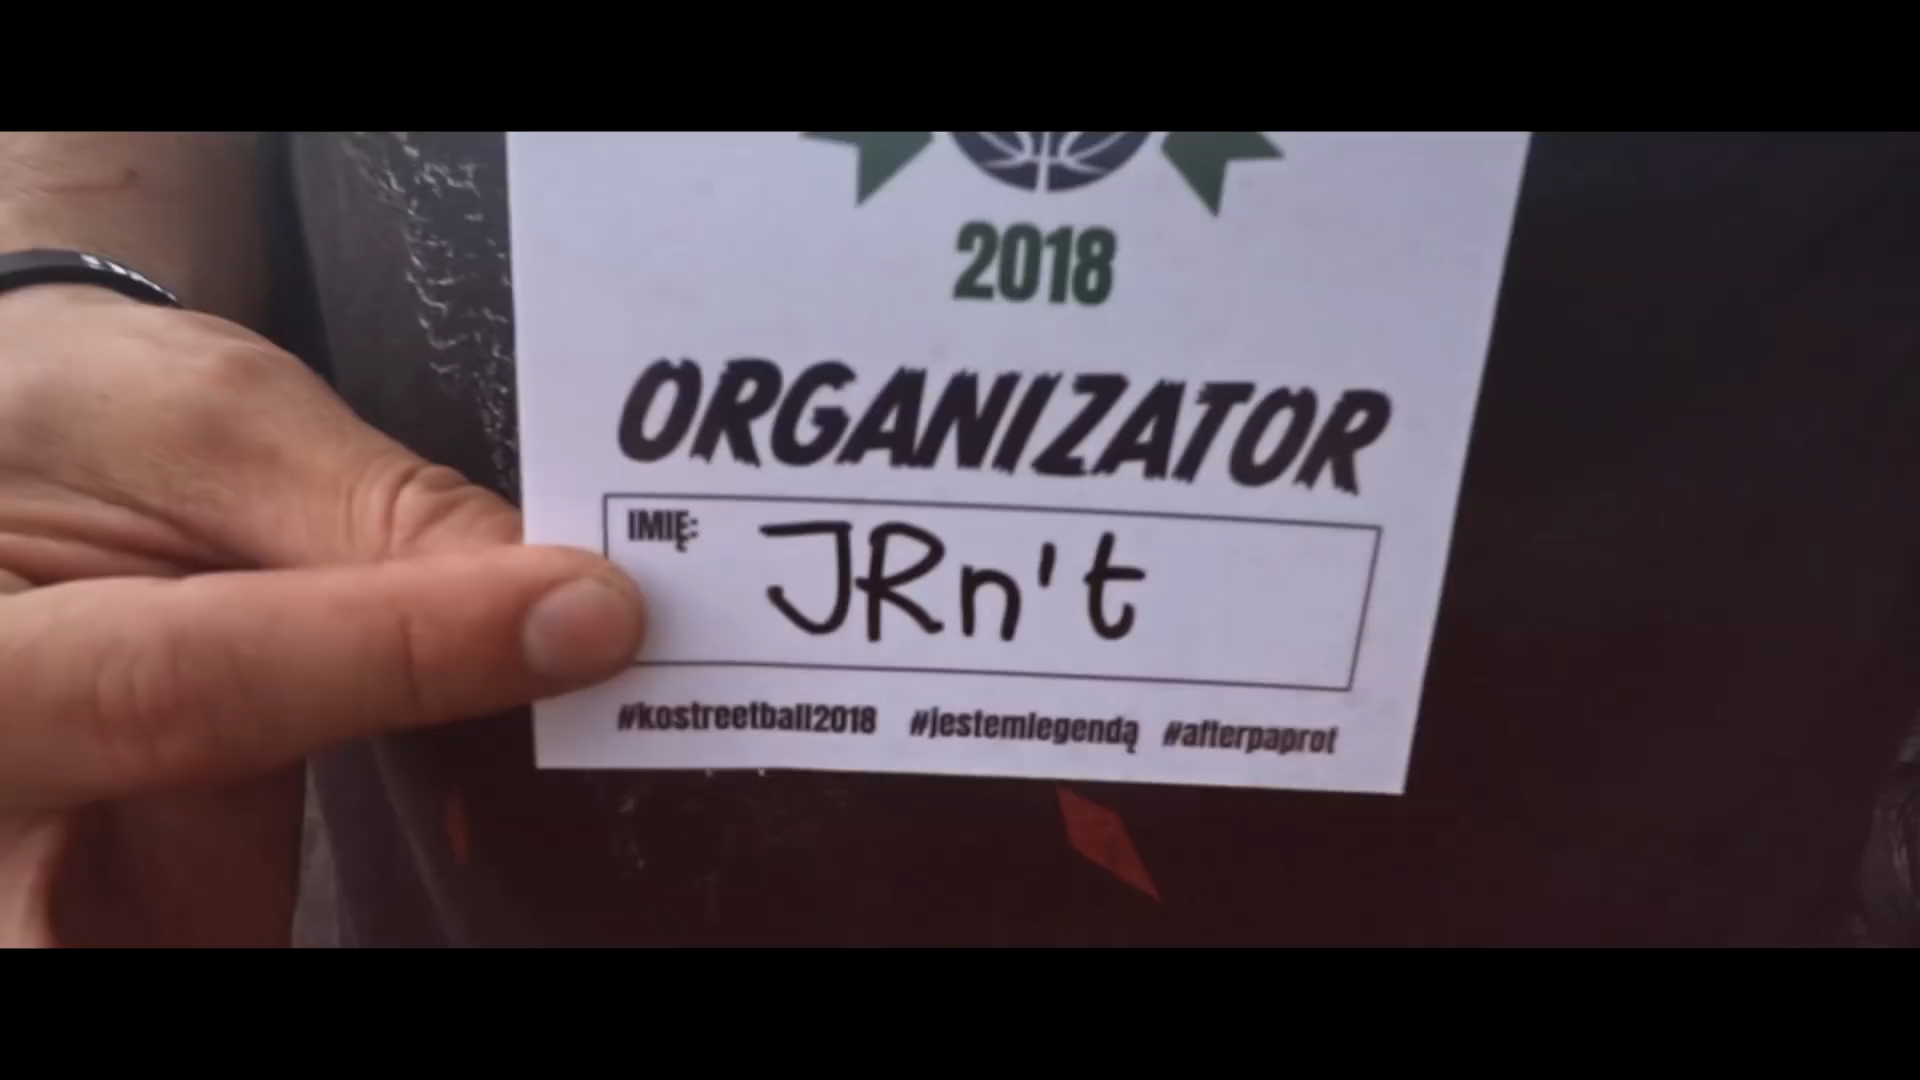 2018
ORGANIZATOR
IMIĘ: JRn't
#kostreetball2018 #jestemlegendą #afterpaprot